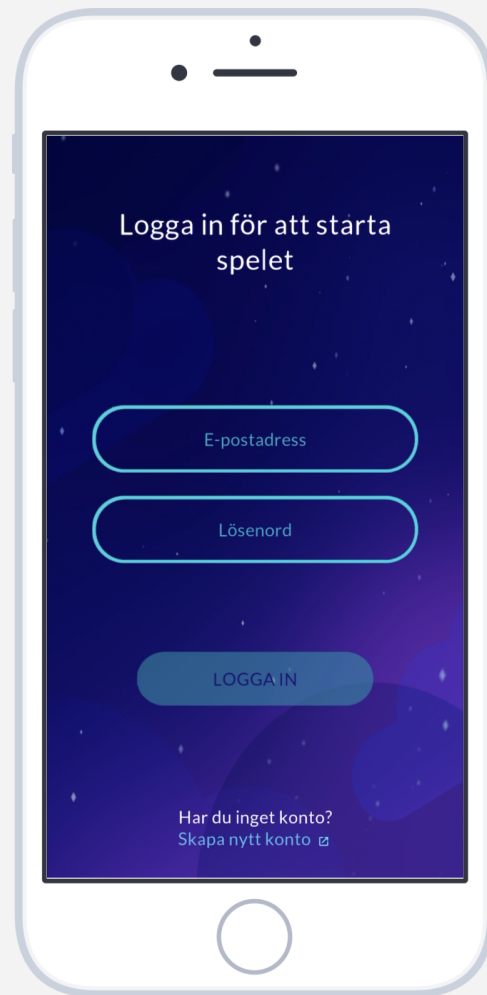 Logga in för att starta
spelet
E-postadress
Lösenord
LOGGA IN
Har du inget konto?
Skapa nytt konto